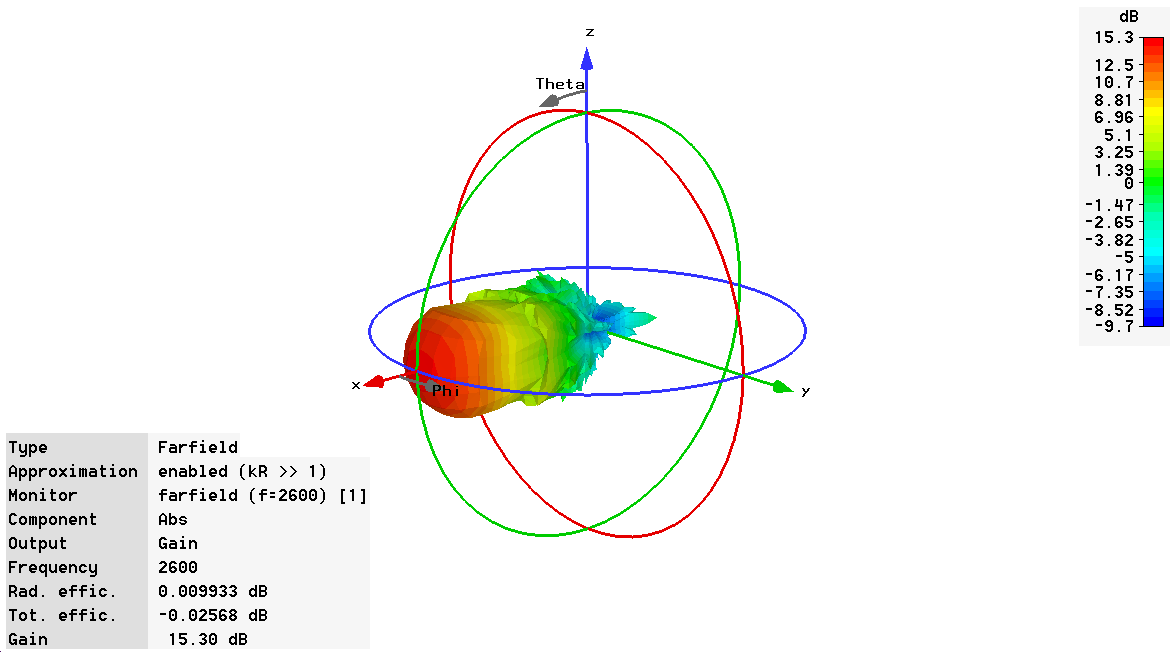 dB
15.3
12.5
10.7
8.81
6.96
5.1
3.25
1.39
0
-1.47
-2.65
-3.82
-5
-6.17
-7.35
-8.52
-9.7
z
Theta
x
Phi
y
Type Farfield
Approximation enabled (kR >> 1)
Monitor farfield (f=2600) [1]
Component Abs
Output Gain
Frequency 2600
Rad. effic. 0.009933 dB
Tot. effic. -0.02568 dB
Gain 15.30 dB